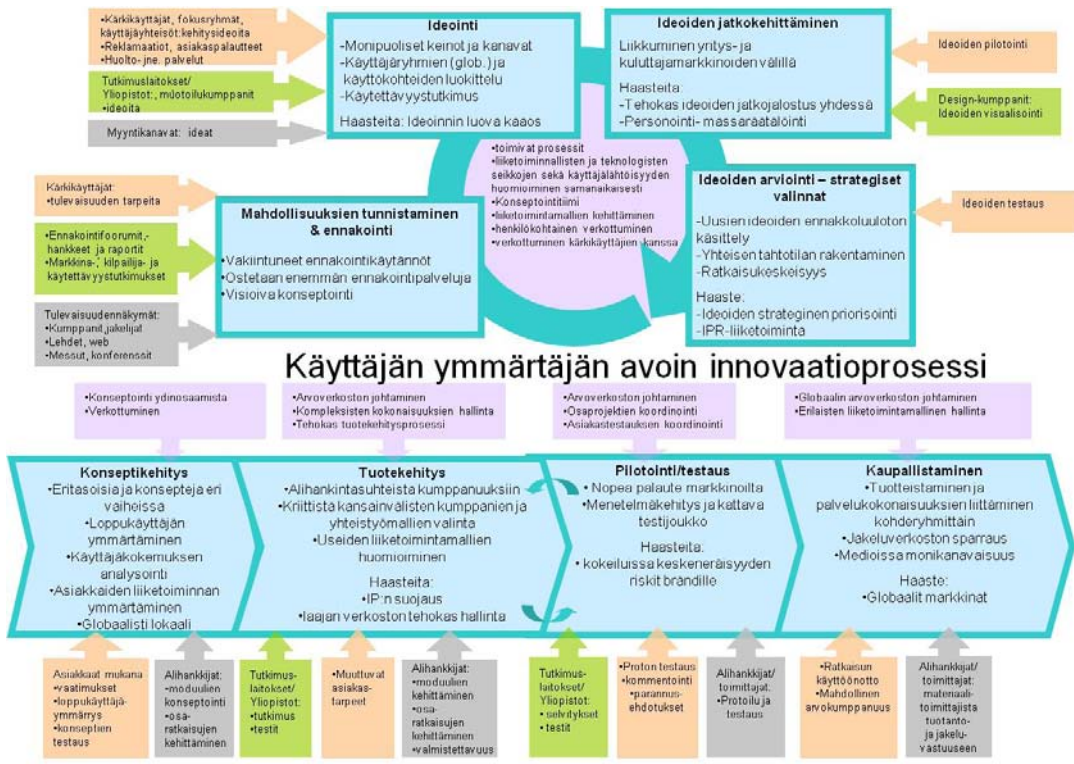 •Kärkikäyttäjät, fokusryhmät,
käyttäjäyhteisöt:kehitysideoita
•Reklamaatiot, asiakaspalautteet
•Huolto- jne. palvelut
Tutkimuslaitokset/
Yliopistot:, muotoilukumppanit
•ideoita
Myyntikanavat: ideat
Ideointi
-Monipuoliset keinot ja kanavat
-Käyttäjäryhmien (glob.) ja
käyttökohteiden luokittelu
-Käytettävyystutkimus
Haasteita: Ideoinnin luova kaaos
Ideoiden jatkokehittäminen
Liikkuminen yritys- ja
kuluttajamarkkinoiden välillä
Haasteita:
-Tehokas ideoiden jatkojalostus yhdessä
-Personointi- massaräätälöinti
Ideoiden pilotointi
Design-kumppanit:
Ideoiden visualisointi
•toimivat prosessit
•liiketoiminnallisten ja teknologisten
seikkojen sekä käyttäjälähtöisyyden
huomioiminen samanaikaisesti
•Konseptointitiimi
•liiketoimintamallien kehittäminen
•henkilökohtainen verkottuminen
•verkottuminen kärkikäyttäjien kanssa
Ideoiden arviointi – strategiset
valinnat
-Uusien ideoiden ennakkoluuloton
käsittely
-Yhteisen tahtotilan rakentaminen
-Ratkaisukeskeisyys
Haaste:
-Ideoiden strateginen priorisointi
-IPR-liiketoiminta
Ideoiden testaus
Kärkikäyttäjät:
•tulevaisuuden tarpeita
•Ennakointifoorumit,-
hankkeet ja raportit
•Markkina-,' kilpailija- ja
käytettävyystutkimukset
Tulevaisuudennäkymät:
•Kumppanit,jakelijat
•Lehdet, web
•Messut, konferenssit
Mahdollisuuksien tunnistaminen
& ennakointi
•Vakiintuneet ennakointikäytännöt
•Ostetaan enemmän ennakointipalveluja
•Visioiva konseptointi
Käyttäjän ymmärtäjän avoin innovaatioprosessi
•Konseptointi ydinosaamista
•Verkottuminen
•Arvoverkoston johtaminen
•Kompleksisten kokonaisuuksien hallinta
•Tehokas tuotekehitysprosessi
•Arvoverkoston johtaminen
•Osaprojektien koordinointi
•Asiakastestauksen koordinointi
•Globaalin arvoverkoston johtaminen
•Erilaisten liiketoimintamallinen hallinta
Konseptikehitys
•Eritasoisia ja konsepteja eri
vaiheissa
•Loppukäyttäjän
ymmärtäminen
•Käyttäjäkokemuksen
analysointi
•Asiakkaiden liiketoiminnan
ymmärtäminen
•Globaalisti lokaali
Tuotekehitys
•Alihankintasuhteista kumppanuuksiin
•Kriittistä kansainvälisten kumppanien ja
yhteistyömallien valinta
•Useiden liiketoimintamallien
huomioiminen
Haasteita:
•IP:n suojaus
•laajan verkoston tehokas hallinta
Pilotointi/testaus
•Nopea palaute markkinoilta
•Menetelmäkehitys ja kattava
testijoukko
Haasteita:
•kokeiluissa keskeneräisyyden
riskit brändille
Kaupallistaminen
•Tuotteistaminen ja
palvelukokonaisuuksien liittäminen
kohderyhmittäin
•Jakeluverkoston sparraus
•Medioissa monikanavaisuus
Haaste:
•Globaalit markkinat
Asiakkaat mukana
•vaatimukset
•loppukäyttäjä-
ymmärrys
•konseptien
testaus
Alihankkijat:
•moduulien
konseptointi
•osa-
ratkaisujen
kehittäminen
Tutkimus-
laitokset/
Yliopistot:
•tutkimus
•testit
•Muuttuvat
asiakas-
tarpeet
Alihankkijat:
•moduulien
kehittäminen
•osa-
ratkaisujen
kehittäminen
•valmistettavuus
Tutkimus-
laitokset/
Yliopistot:
•selvitykset
•testit
•Proton testaus
•kommentointi
•parannus-
ehdotukset
Alihankkijat/
toimittajat:
•Protoilu ja
testaus
•Ratkaisun
käyttöönotto
•Mahdollinen
arvokumppanuus
Alihankkijat/
toimittajat:
materiaali-
toimittajista
tuotanto-
ja jakelu-
vastuuseen